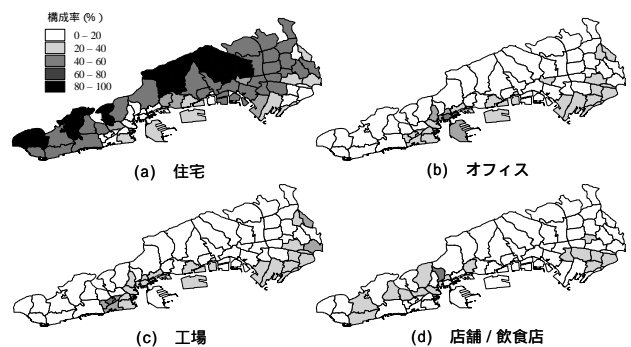 構成率 (%)
0 – 20
20 – 40
40 – 60
60 – 80
80 – 100
(a) 住宅
(b) オフィス
(c) 工場
(d) 店舗 / 飲食店